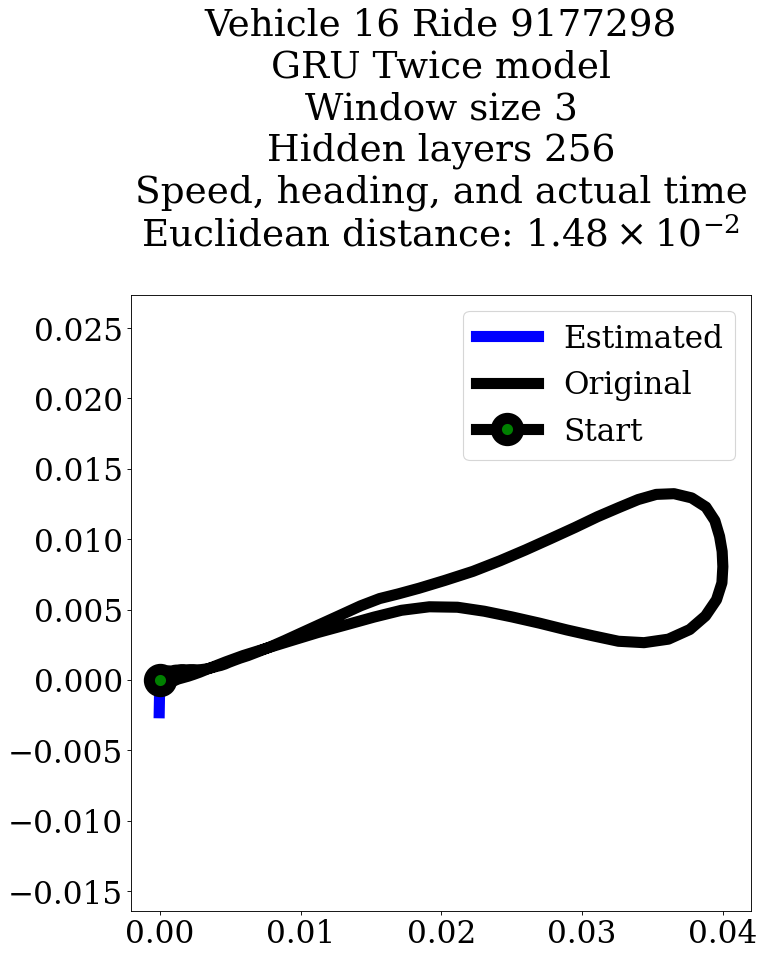 Vehicle 16 Ride 9177298
GRU Twice model
Window size 3
Hidden layers 256
Speed, heading, and actual time
Euclidean distance: 1.48 × 10⁻²
Estimated
Original
Start
0.025
0.020
0.015
0.010
0.005
0.000
−0.005
−0.010
−0.015
0.00 0.01 0.02 0.03 0.04